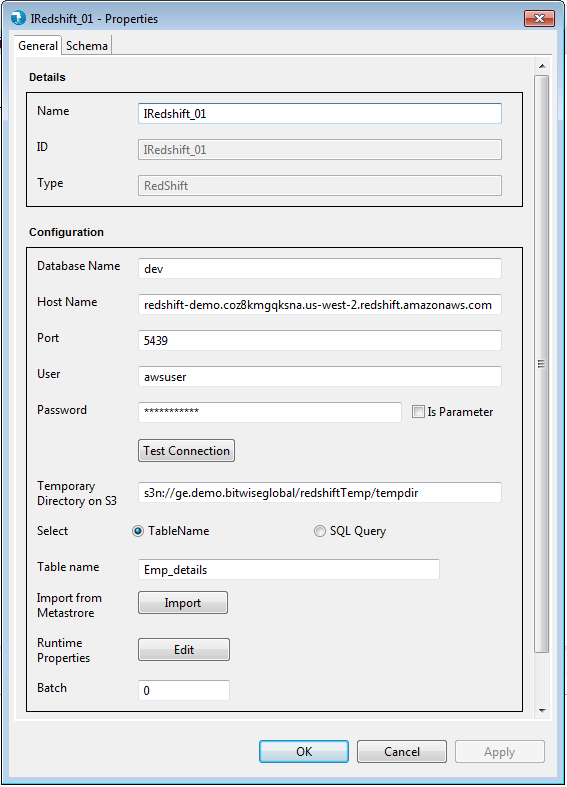 IRedshift_01 - Properties
General Schema
Details
Name IRedshift_01
ID IRedshift_01
Type RedShift
Configuration
Database Name dev
Host Name redshift-demo.coz8kmgqksna.us-west-2.redshift.amazonaws.com
Port 5439
User awsuser
Password *********** Is Parameter
Test Connection
Temporary
Directory on S3 s3n://ge.demo.bitwiseglobal/redshiftTemp/tempdir
Select TableName SQL Query
Table name Emp_details
Import from
Metastrore Import
Runtime
Properties Edit
Batch 0
OK Cancel Apply